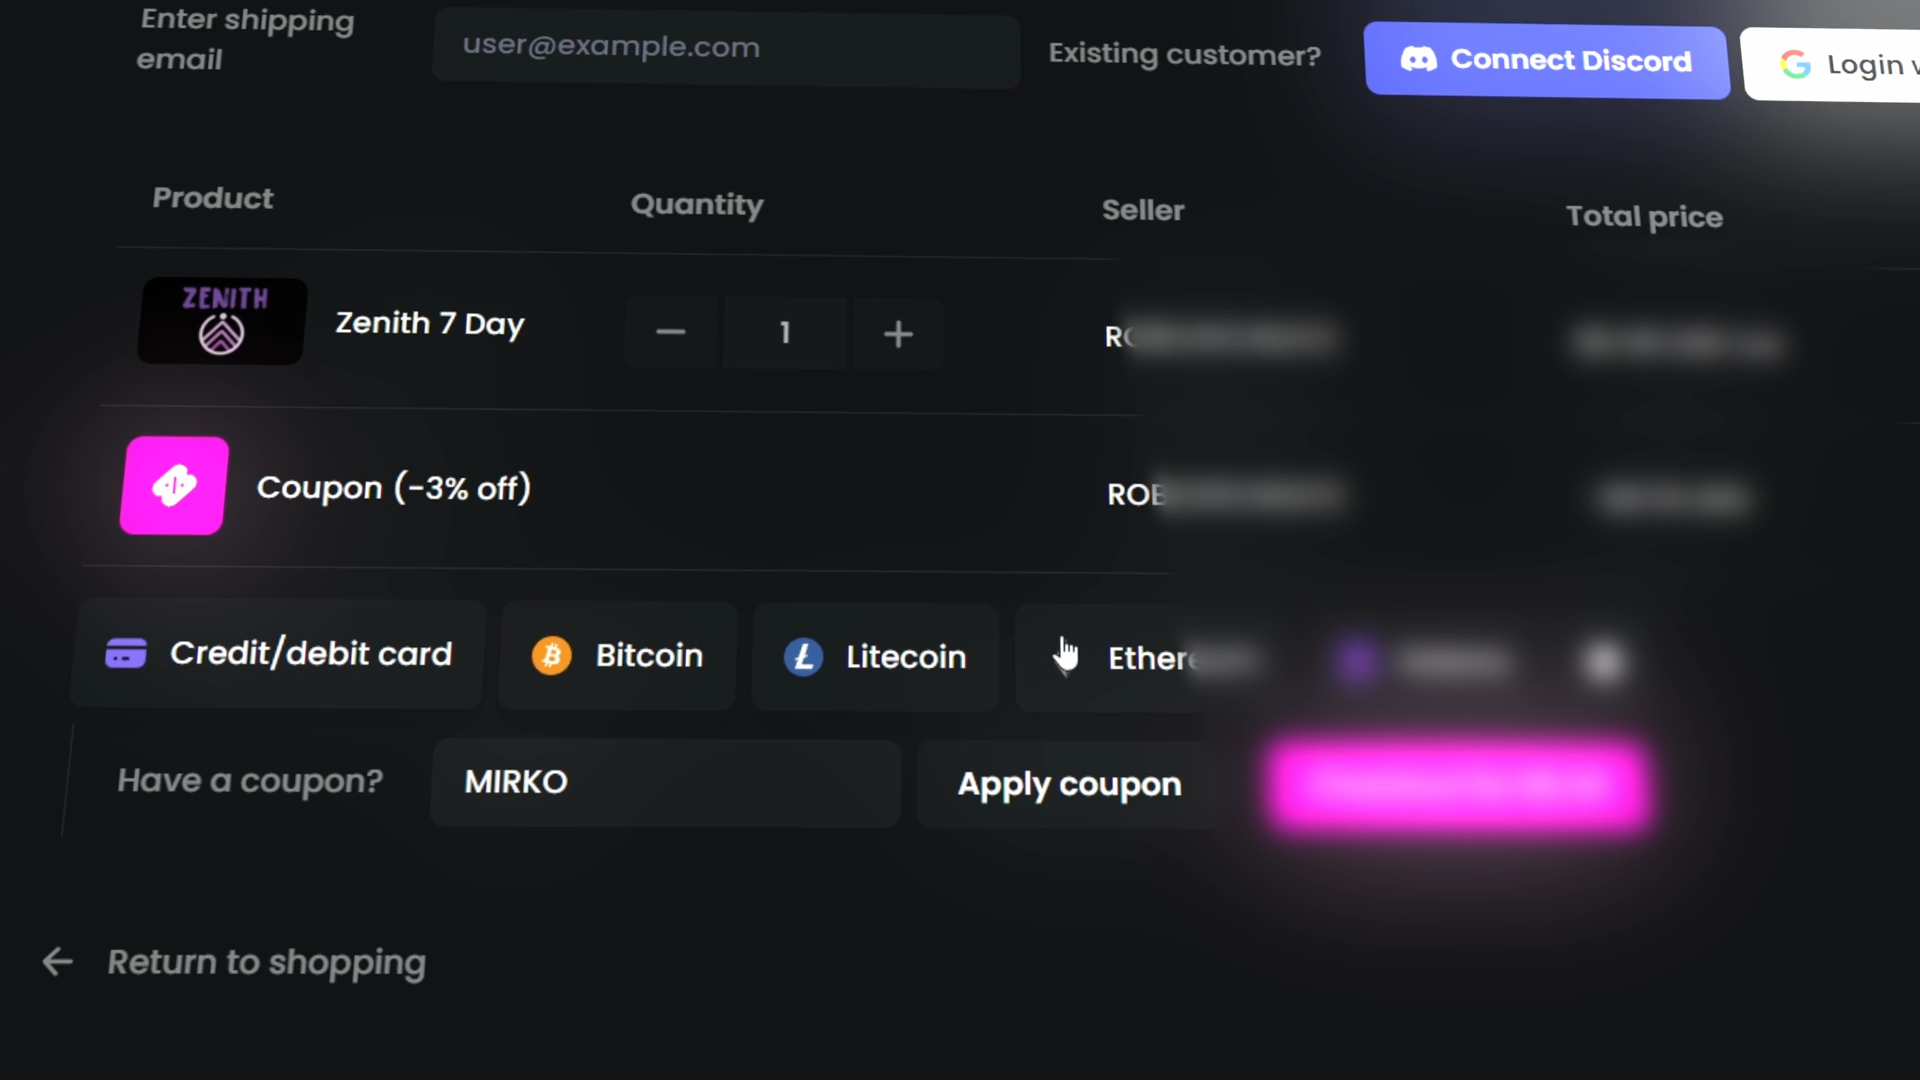 Enter shipping
email
user@example.com
Existing customer?
Connect Discord
Login
Product
Quantity
Seller
Total price
ZENITH
Zenith 7 Day
1
Coupon (-3% off)
Credit/debit card
Bitcoin
Litecoin
Have a coupon?
MIRKO
Apply coupon
Return to shopping